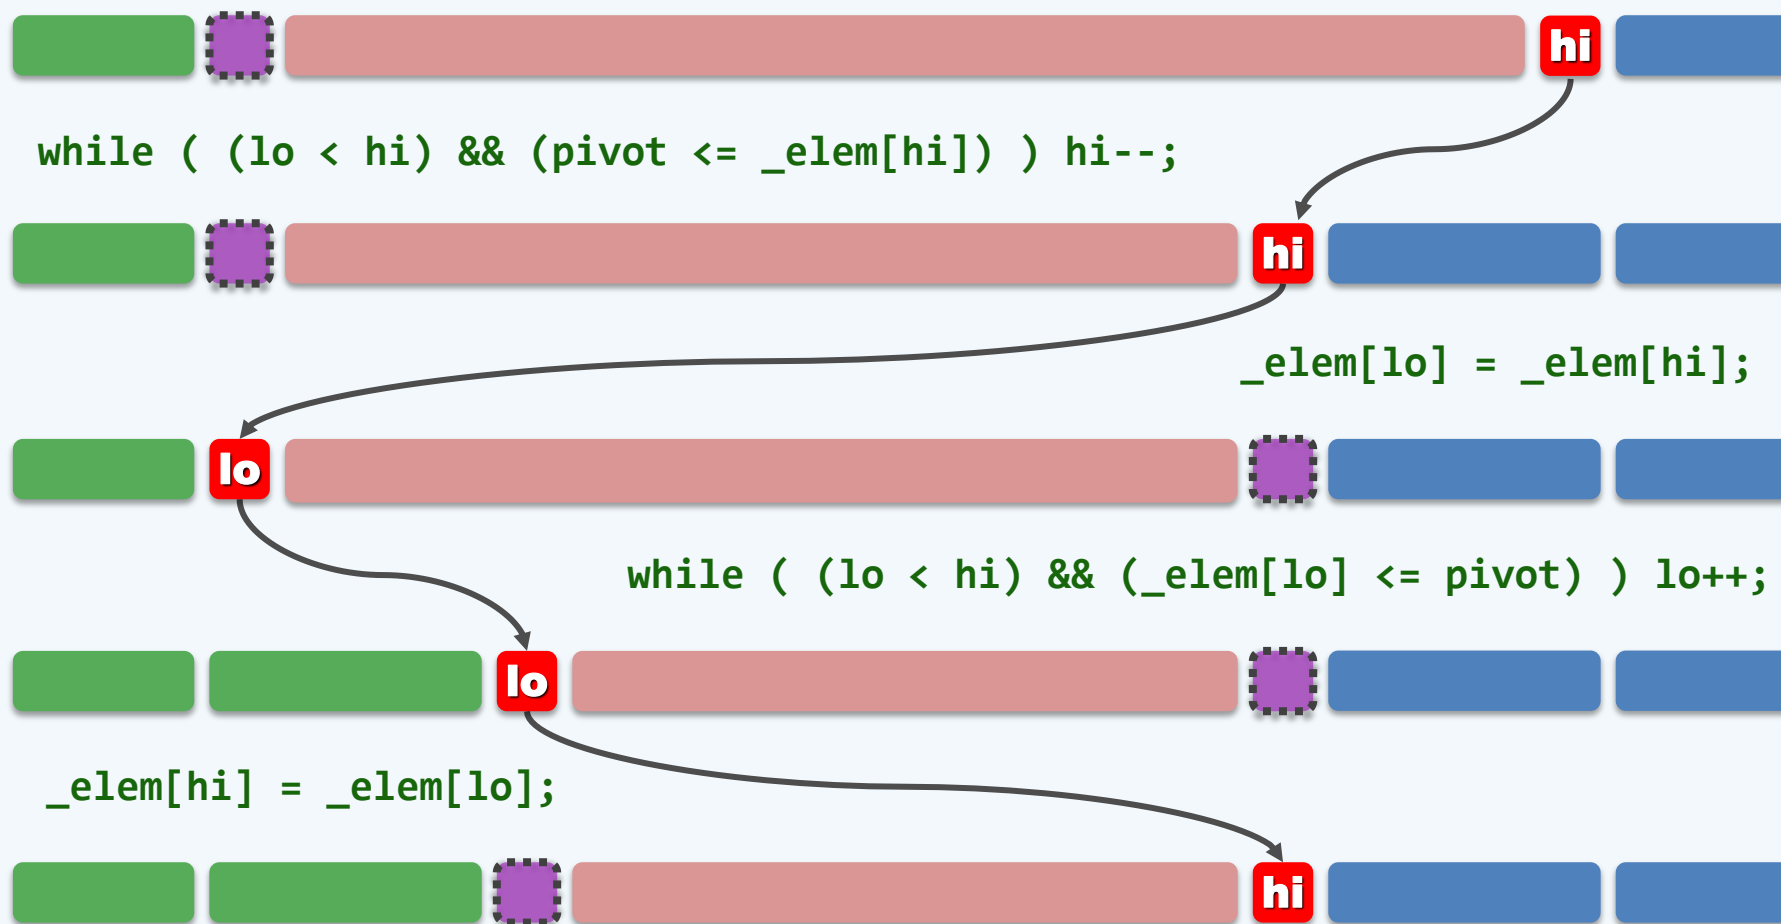 hi
while ( (lo < hi) && (pivot <= _elem[hi]) ) hi--;
hi
_elem[lo] = _elem[hi];
lo
while ( (lo < hi) && (_elem[lo] <= pivot) ) lo++;
lo
_elem[hi] = _elem[lo];
hi